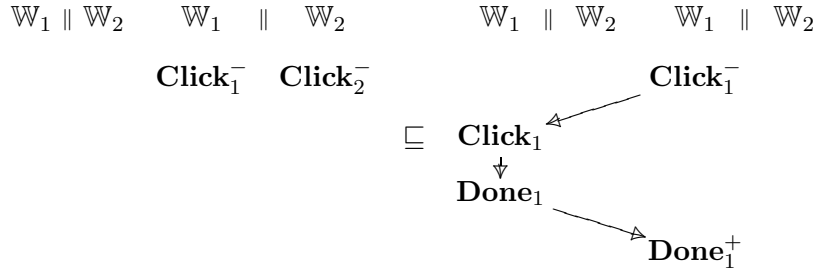 𝕎₁ ∥ 𝕎₂ 𝕎₁ ∥ 𝕎₂ 𝕎₁ ∥ 𝕎₂ 𝕎₁ ∥ 𝕎₂
Click₁⁻ Click₂⁻ Click₁⁻
⊑ Click₁
Done₁
Done₁⁺